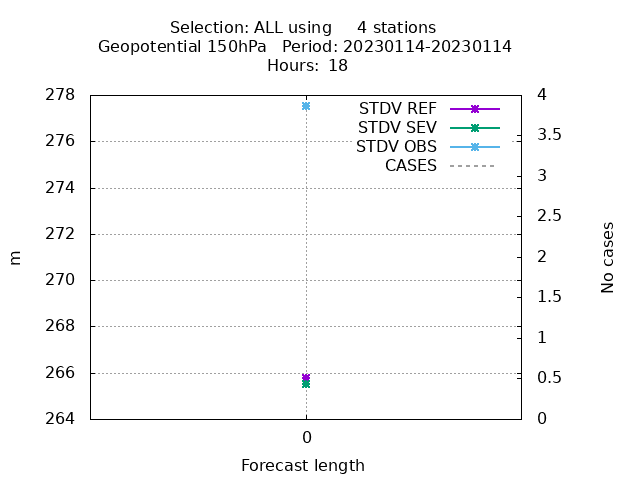 Selection: ALL using     4 stations
Geopotential 150hPa   Period: 20230114-20230114
Hours:  18
STDV REF
STDV SEV
STDV OBS
CASES
278
276
274
272
270
268
266
264
m
4
3.5
3
2.5
2
1.5
1
0.5
0
No cases
0
Forecast length